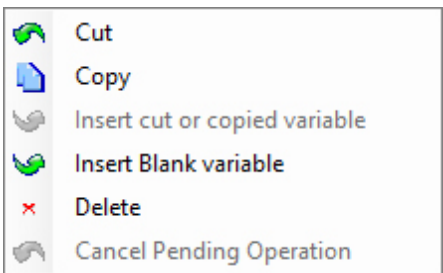 Cut
Copy
Insert cut or copied variable
Insert Blank variable
Delete
Cancel Pending Operation